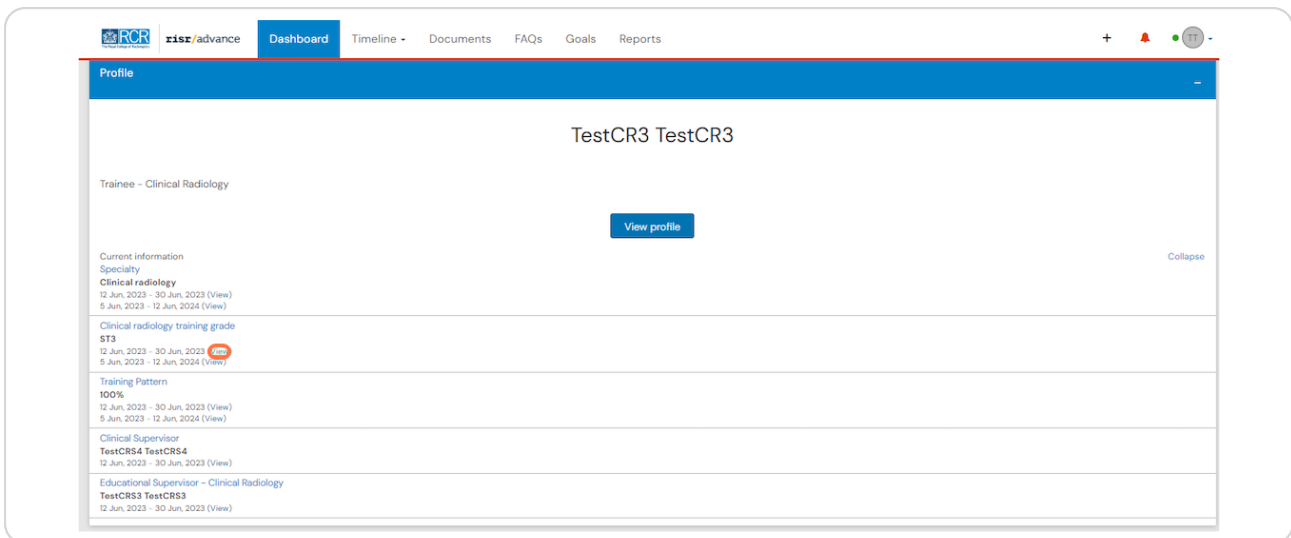 RCR
risr/advance
Dashboard
Timeline
Documents
FAQs
Goals
Reports
+
TT
Profile
–
TestCR3 TestCR3
Trainee - Clinical Radiology
View profile
Current information
Collapse
Specialty
Clinical radiology
12 Jun, 2023 - 30 Jun, 2023 (View)
5 Jun, 2023 - 12 Jun, 2024 (View)
Clinical radiology training grade
ST3
12 Jun, 2023 - 30 Jun, 2023 (View)
5 Jun, 2023 - 12 Jun, 2024 (View)
Training Pattern
100%
12 Jun, 2023 - 30 Jun, 2023 (View)
5 Jun, 2023 - 12 Jun, 2024 (View)
Clinical Supervisor
TestCRS4 TestCRS4
12 Jun, 2023 - 30 Jun, 2023 (View)
Educational Supervisor - Clinical Radiology
TestCRS3 TestCRS3
12 Jun, 2023 - 30 Jun, 2023 (View)